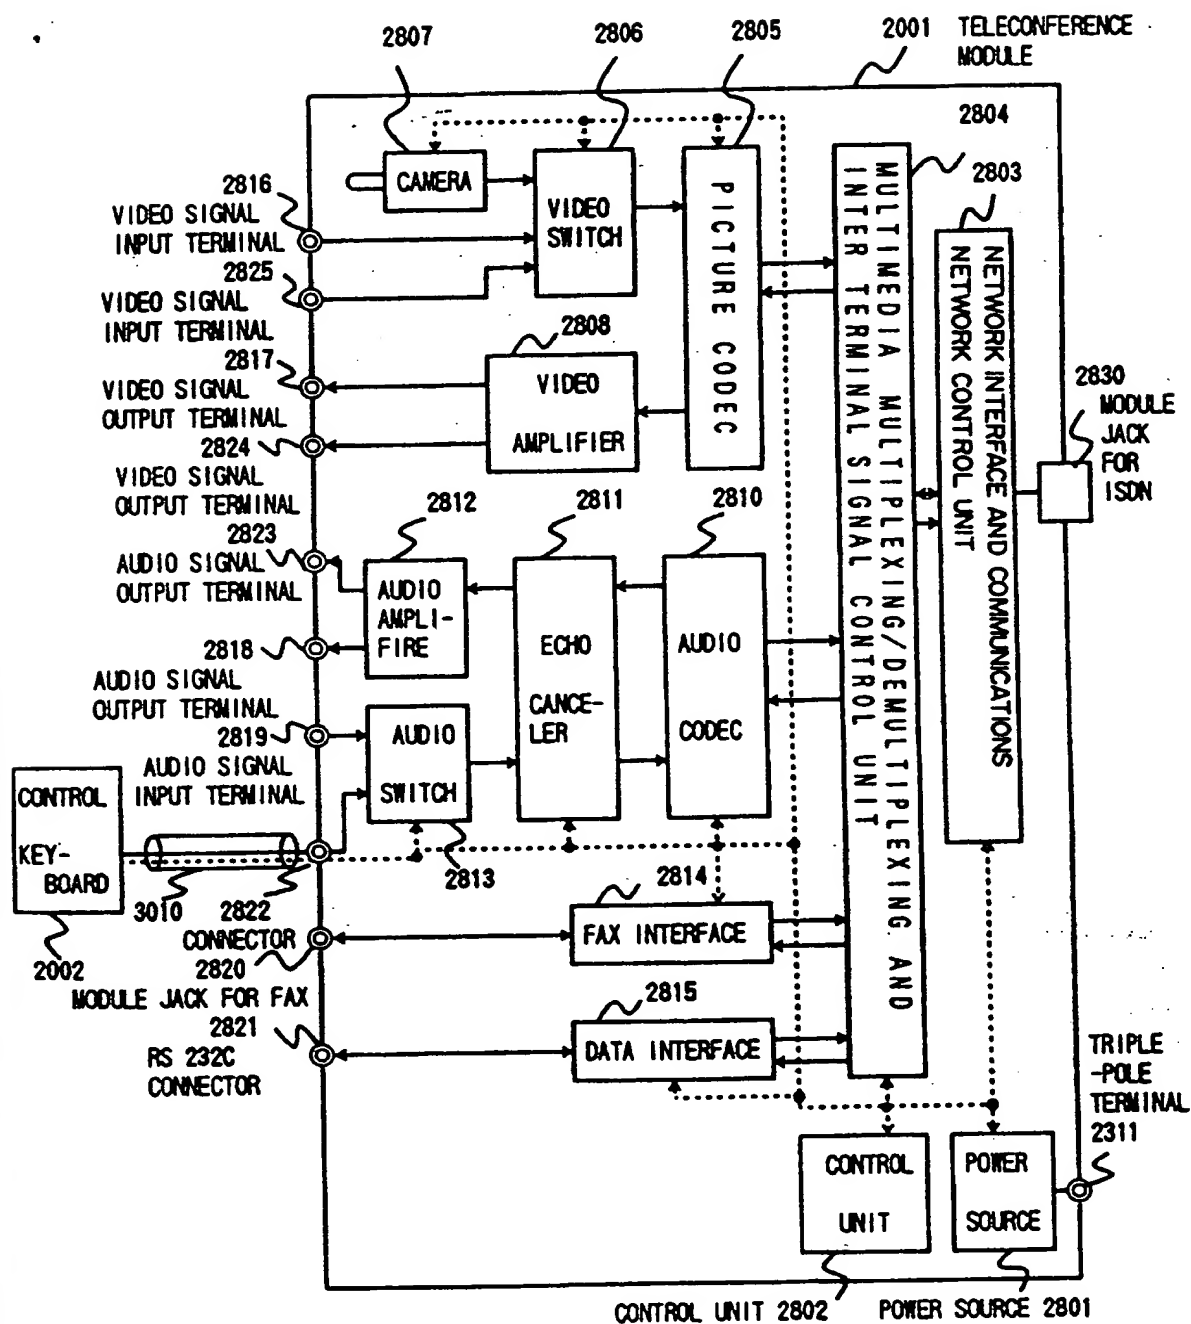 2001 TELECONFERENCE
MODULE
2807
2806
2805
2804
2803
CAMERA
VIDEO
SWITCH
PICTURE CODEC
MULTIMEDIA MULTIPLEXING/DEMULTIPLEXING AND
INTER TERMINAL SIGNAL CONTROL UNIT
NETWORK INTERFACE AND COMMUNICATIONS
NETWORK CONTROL UNIT
2816
VIDEO SIGNAL
INPUT TERMINAL
2825
VIDEO SIGNAL
INPUT TERMINAL
2817
VIDEO SIGNAL
OUTPUT TERMINAL
2824
VIDEO SIGNAL
OUTPUT TERMINAL
2808
VIDEO
AMPLIFIER
2830
MODULE
JACK
FOR
ISDN
2823
AUDIO SIGNAL
OUTPUT TERMINAL
2818
AUDIO SIGNAL
OUTPUT TERMINAL
2812
2811
2810
AUDIO
AMPLI-
FIRE
ECHO
CANCE-
LER
AUDIO
CODEC
2819
AUDIO SIGNAL
INPUT TERMINAL
AUDIO
SWITCH
2813
CONTROL
KEY-
BOARD
2002
3010
2822
CONNECTOR
2820
MODULE JACK FOR FAX
2814
FAX INTERFACE
2821
RS 232C
CONNECTOR
2815
DATA INTERFACE
TRIPLE
-POLE
TERMINAL
2311
CONTROL
UNIT
POWER
SOURCE
CONTROL UNIT 2802
POWER SOURCE 2801